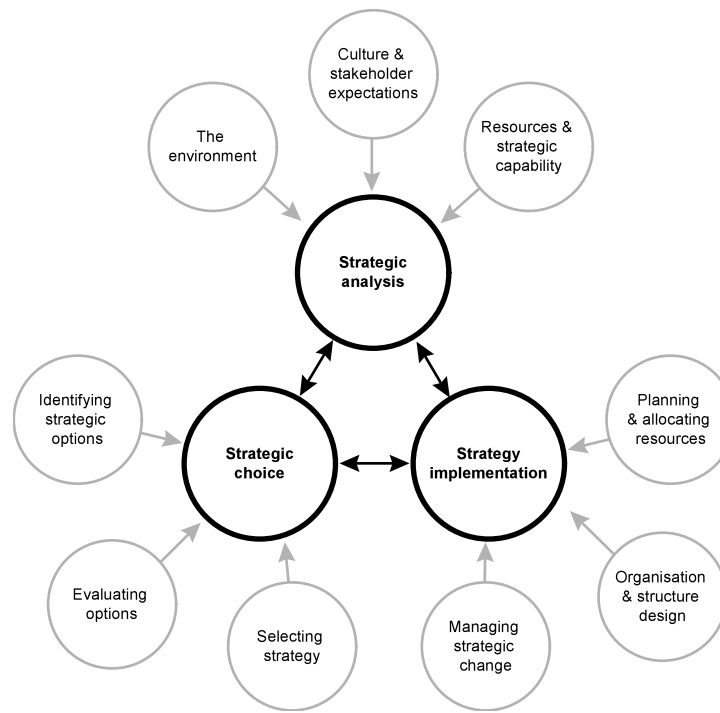 Culture &
stakeholder
expectations
The
environment
Resources &
strategic
capability
Strategic
analysis
Identifying
strategic
options
Strategic
choice
Strategy
implementation
Planning
& allocating
resources
Evaluating
options
Selecting
strategy
Managing
strategic
change
Organisation
& structure
design